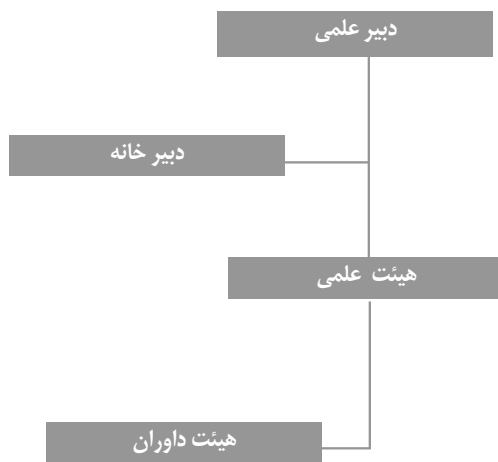 دبیر علمی
دبیر خانه
هیئت علمی
هیئت داوران